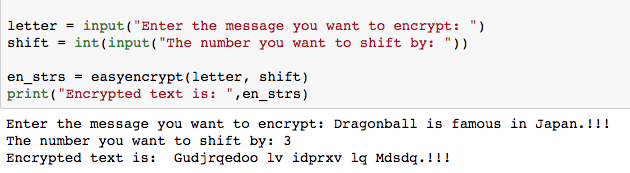 letter = input("Enter the message you want to encrypt: ")
shift = int(input("The number you want to shift by: "))
en_strs = easyencrypt(letter, shift)
print("Encrypted text is: ",en_strs)
Enter the message you want to encrypt: Dragonball is famous in Japan.!!!
The number you want to shift by: 3
Encrypted text is:  Gudjrqedoo lv idprxv lq Mdsdq.!!!